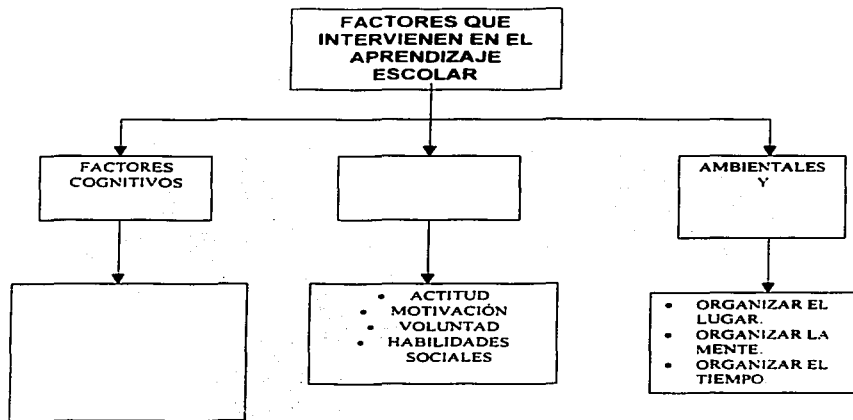 FACTORES QUE
INTERVIENEN EN EL
APRENDIZAJE
ESCOLAR
FACTORES
COGNITIVOS
AMBIENTALES
Y
• ACTITUD
• MOTIVACIÓN
• VOLUNTAD
• HABILIDADES
SOCIALES
• ORGANIZAR EL
LUGAR.
• ORGANIZAR LA
MENTE.
• ORGANIZAR EL
TIEMPO